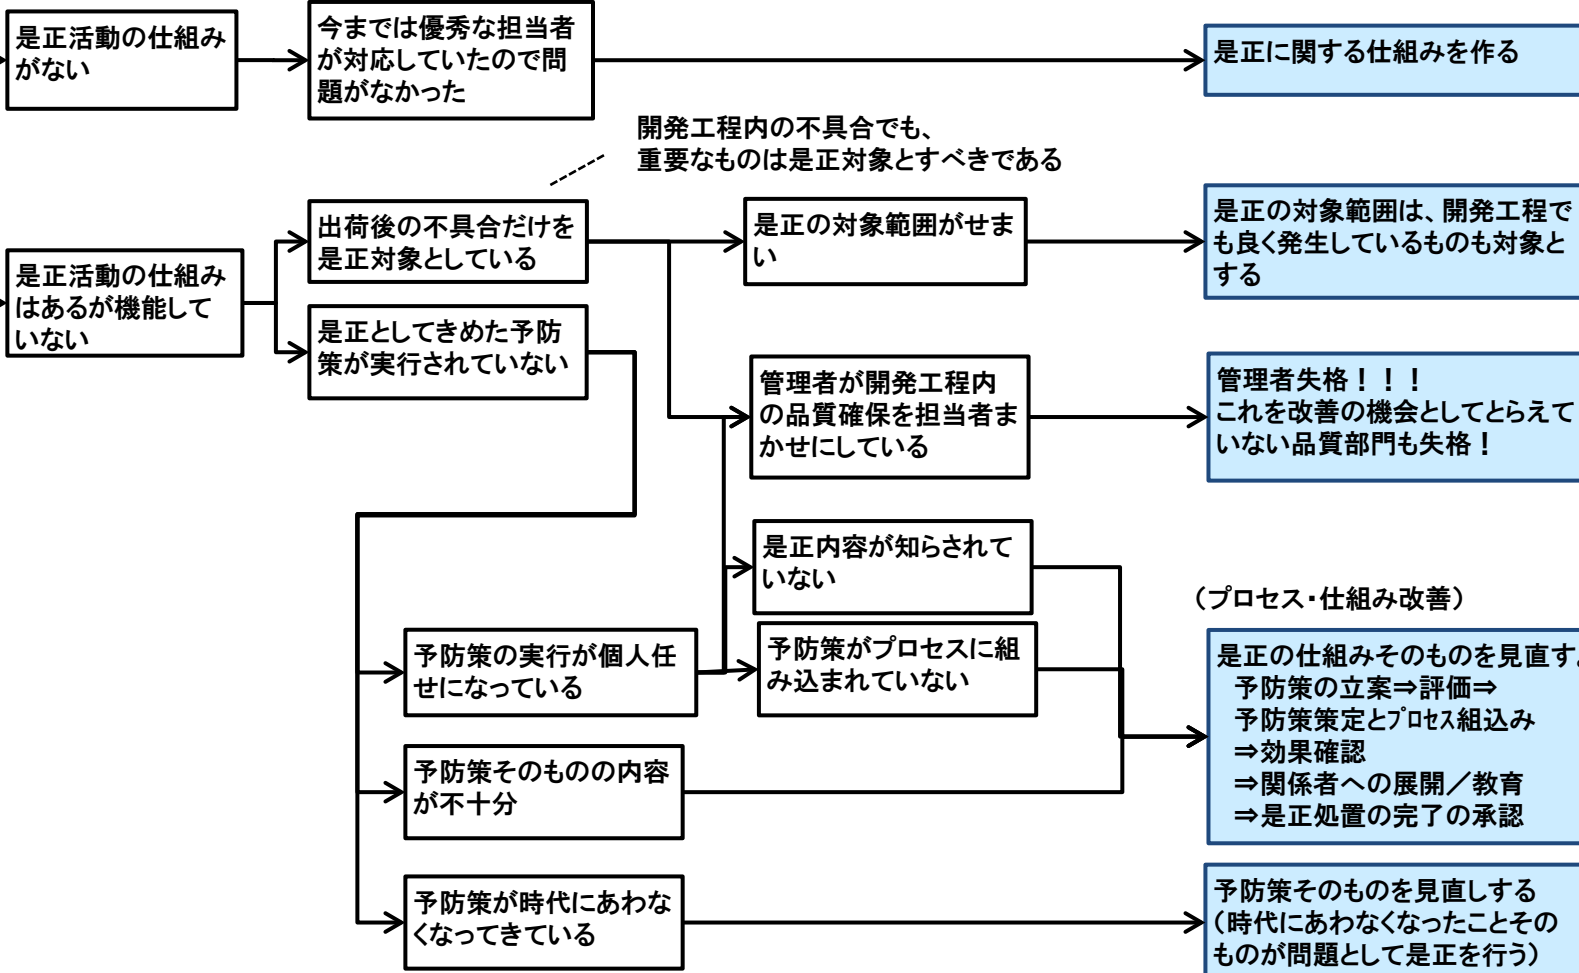 是正活動の仕組み
がない
今までは優秀な担当者
が対応していたので問
題がなかった
是正に関する仕組みを作る
開発工程内の不具合でも、
重要なものは是正対象とすべきである
是正活動の仕組み
はあるが機能して
いない
出荷後の不具合だけを
是正対象としている
是正の対象範囲がせま
い
是正の対象範囲は、開発工程で
も良く発生しているものも対象と
する
是正としてきめた予防
策が実行されていない
管理者が開発工程内
の品質確保を担当者ま
かせにしている
管理者失格！！！
これを改善の機会としてとらえて
いない品質部門も失格！
是正内容が知らされて
いない
（プロセス・仕組み改善）
予防策の実行が個人任
せになっている
予防策がプロセスに組
み込まれていない
是正の仕組みそのものを見直す。
予防策の立案⇒評価⇒
予防策策定とﾌﾟﾛｾｽ組込み
⇒効果確認
⇒関係者への展開／教育
⇒是正処置の完了の承認
予防策そのものの内容
が不十分
予防策が時代にあわな
くなってきている
予防策そのものを見直しする
（時代にあわなくなったことその
ものが問題として是正を行う）